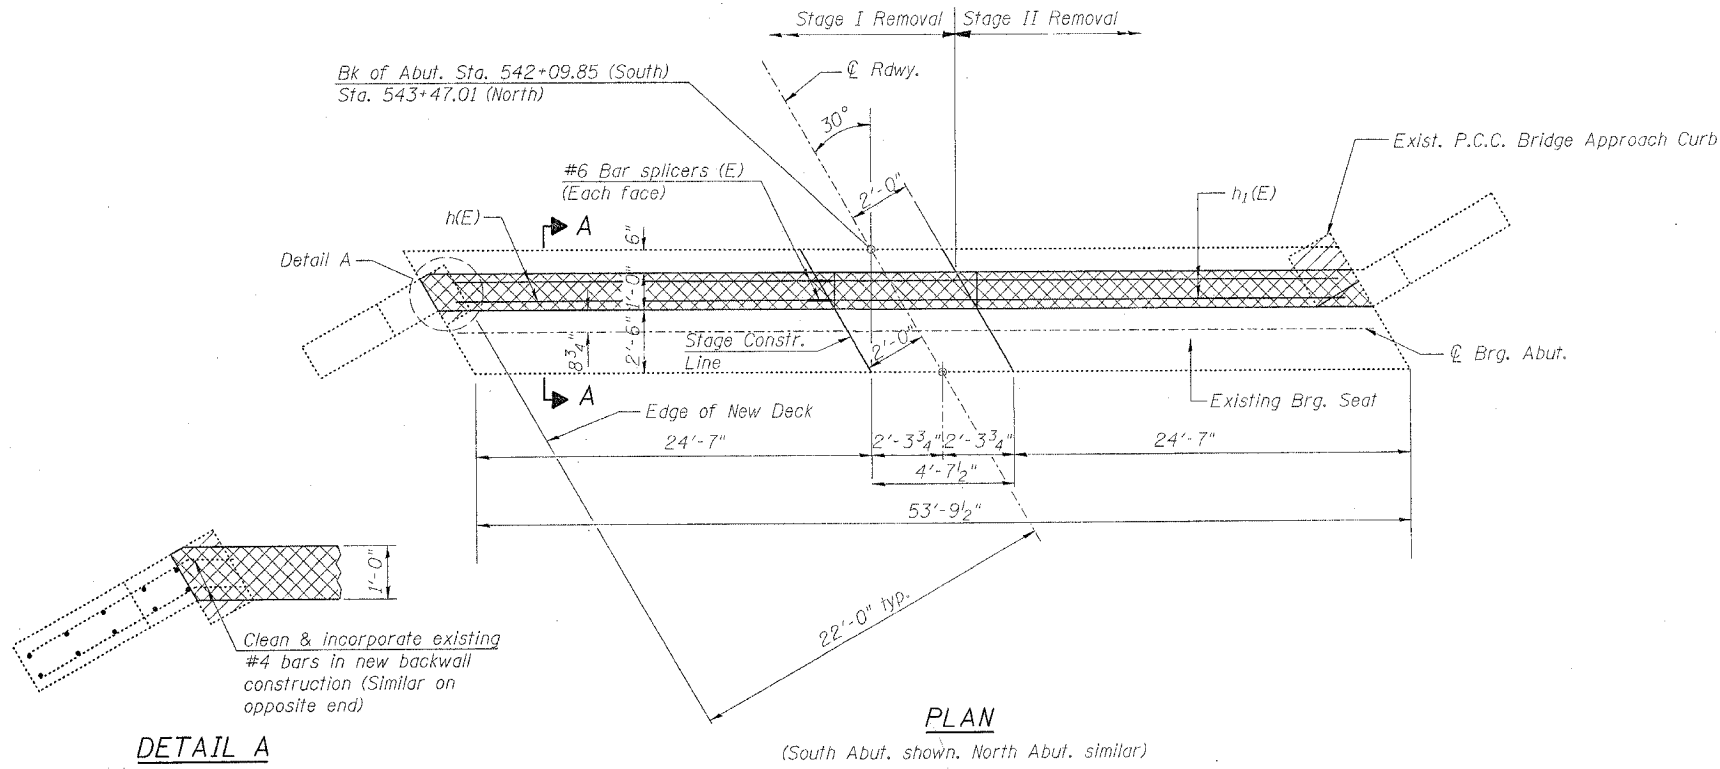 Stage I Removal
Stage II Removal
Bk of Abut. Sta. 542+09.85 (South)
Sta. 543+47.01 (North)
℄ Rdwy.
30°
Exist. P.C.C. Bridge Approach Curb
#6 Bar splicers (E)
(Each face)
2'-0"
h₁(E)
h(E)
A
6"
Detail A
1'-0"
2'-6"
8¾"
Stage Constr.
Line
2'-0"
℄ Brg. Abut.
A
Edge of New Deck
Existing Brg. Seat
24'-7"
2'-3¾"
2'-3¾"
24'-7"
4'-7½"
53'-9½"
1'-0"
22'-0" typ.
Clean & incorporate existing
#4 bars in new backwall
construction (Similar on
opposite end)
DETAIL A
PLAN
(South Abut. shown. North Abut. similar)